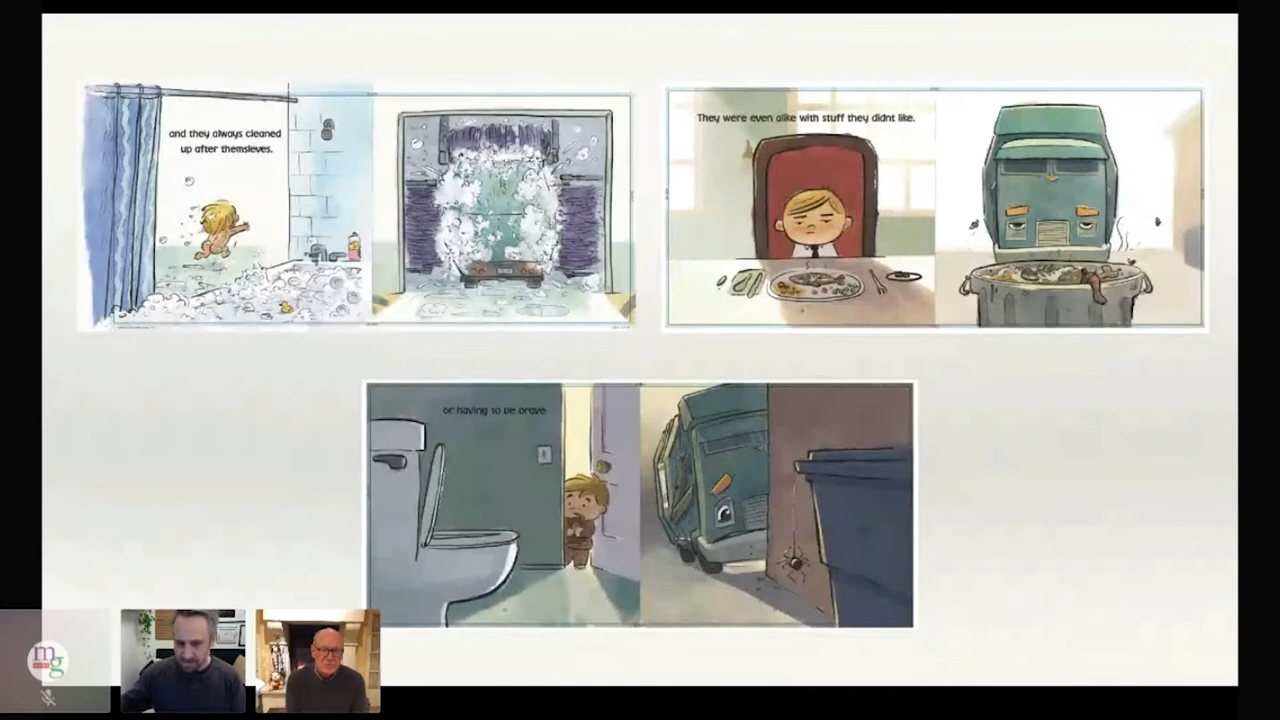 and they always cleaned
up after themsleves.
They were even alike with stuff they didnt like.
or having to be brave
mg